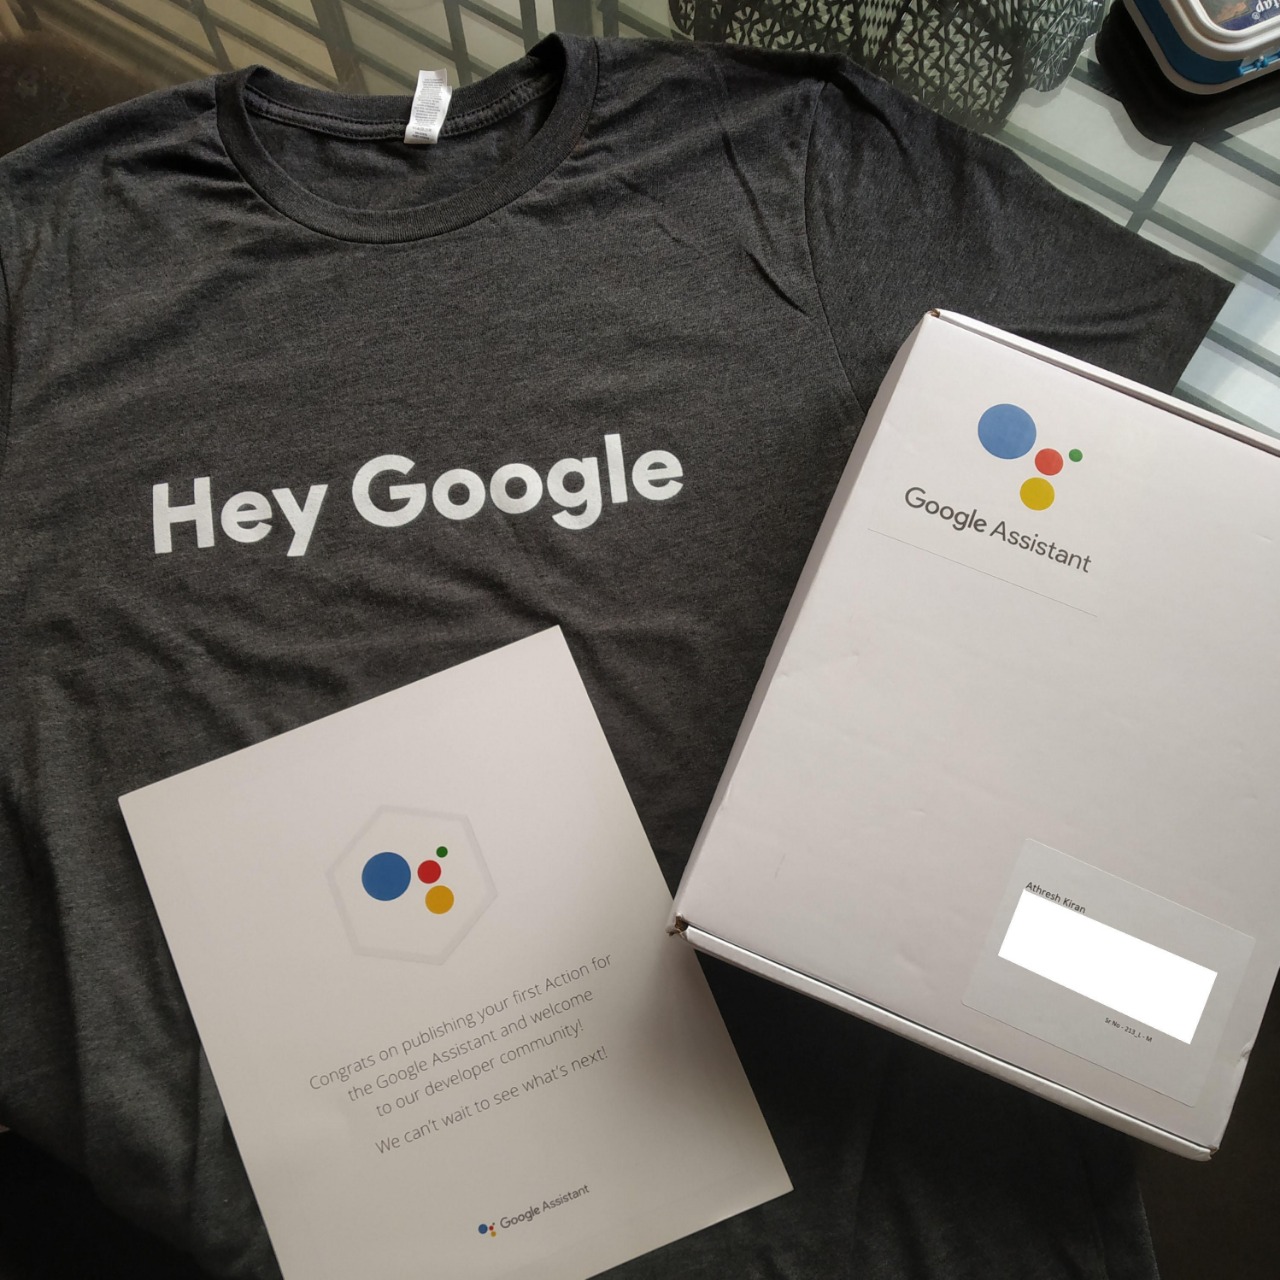 Hey Google
Google Assistant
Athresh Kiran
Sr No - 213_L - M
Congrats on publishing your first Action for
the Google Assistant and welcome
to our developer community!
We can't wait to see what's next!
Google Assistant